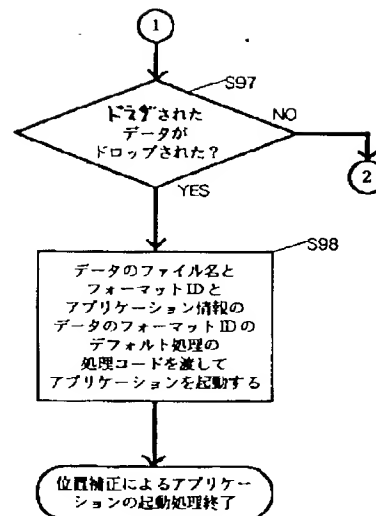 1
S97
ドラグされた
データが
ドロップされた?
NO
2
YES
S98
データのファイル名と
フォーマットIDと
アプリケーション情報の
データのフォーマットIDの
デフォルト処理の
処理コードを渡して
アプリケーションを起動する
位置補正によるアプリケー
ションの起動処理終了